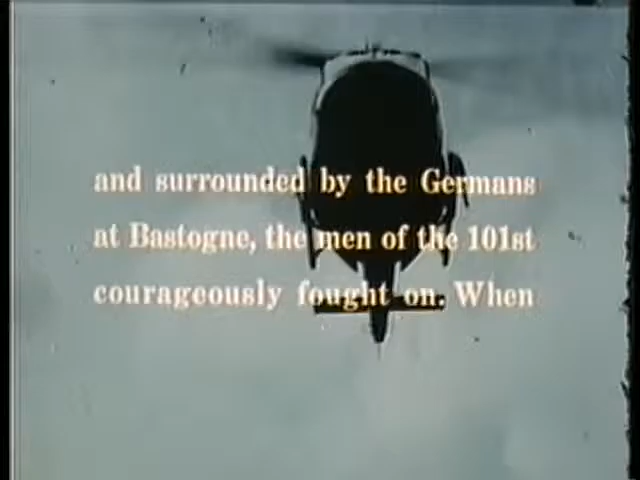 and surrounded by the Germans
at Bastogne, the men of the 101st
courageously fought on. When